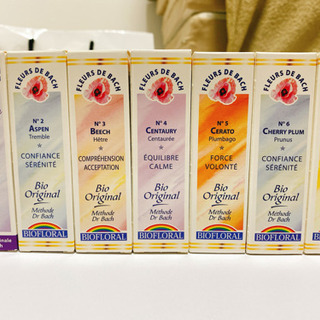 FLEURS DE BACH
N° 2
ASPEN
Tremble
CONFIANCE
SÉRÉNITÉ
Bio
Original
Méthode
Dr Bach
BIOFLORAL
FLEURS DE BACH
N° 3
BEECH
Hêtre
COMPRÉHENSION
ACCEPTATION
Bio
Original
Méthode
Dr Bach
BIOFLORAL
FLEURS DE BACH
N° 4
CENTAURY
Centaurée
ÉQUILIBRE
CALME
Bio
Original
Méthode
Dr Bach
BIOFLORAL
FLEURS DE BACH
N° 5
CERATO
Plumbago
FORCE
VOLONTÉ
Bio
Original
Méthode
Dr Bach
BIOFLORAL
FLEURS DE BACH
N° 6
CHERRY PLUM
Prunus
CONFIANCE
SÉRÉNITÉ
Bio
Original
Méthode
Dr Bach
BIOFLORAL